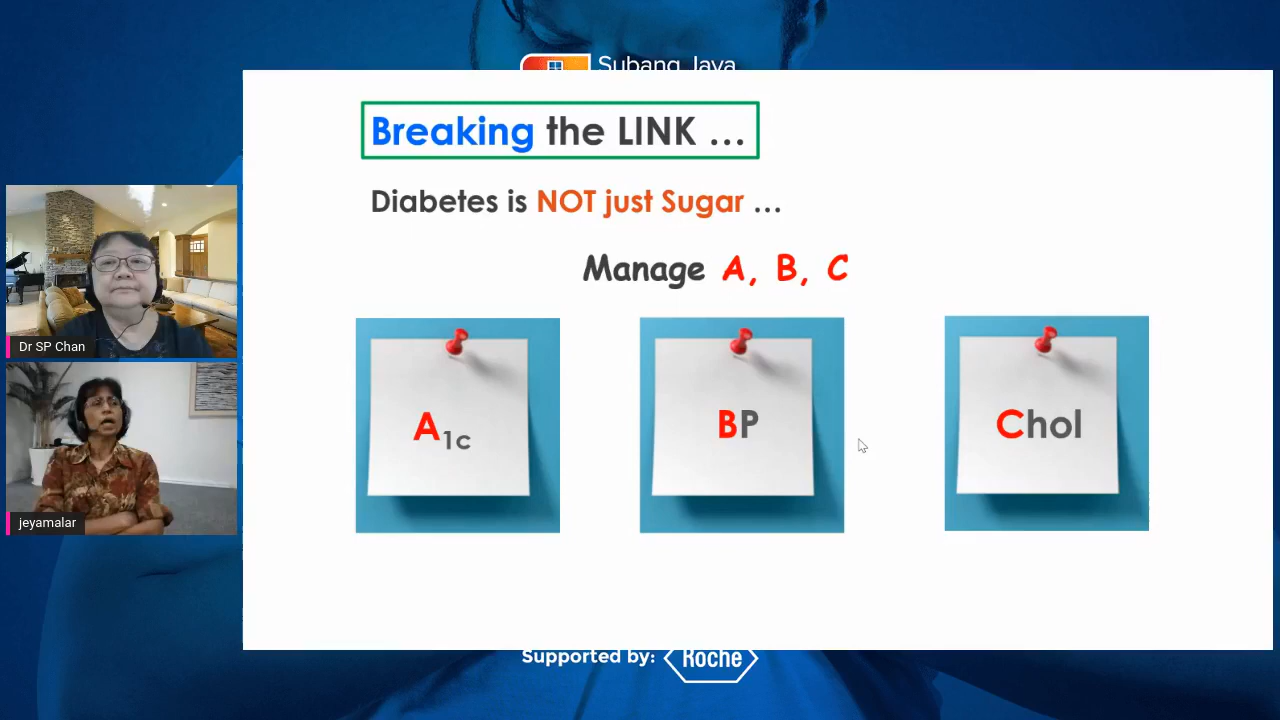 Subang Jaya
Breaking the LINK ...
Diabetes is NOT just Sugar ...
Manage A, B, C
A1c
BP
Chol
Dr SP Chan
jeyamalar
Supported by: Roche